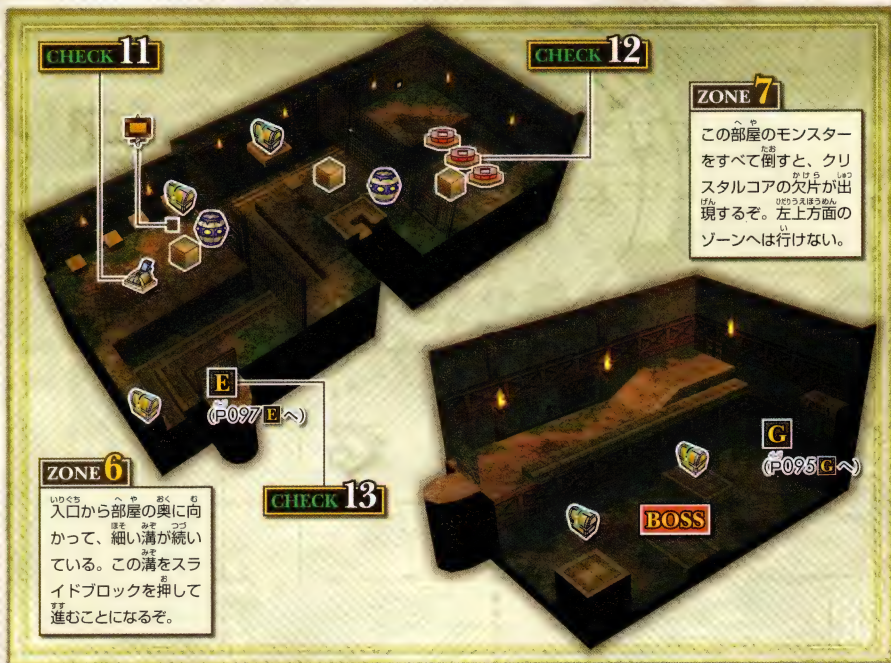 CHECK 11
CHECK 12
ZONE 7
この部屋のモンスター
をすべて倒すと、クリ
スタルコアの欠片が出
現するぞ。左上方面の
ゾーンへは行けない。
E
(P097 E へ)
G
(P095 G へ)
BOSS
ZONE 6
入口から部屋の奥に向
かって、細い溝が続い
ている。この溝をスラ
イドブロックを押して
進むことになるぞ。
CHECK 13